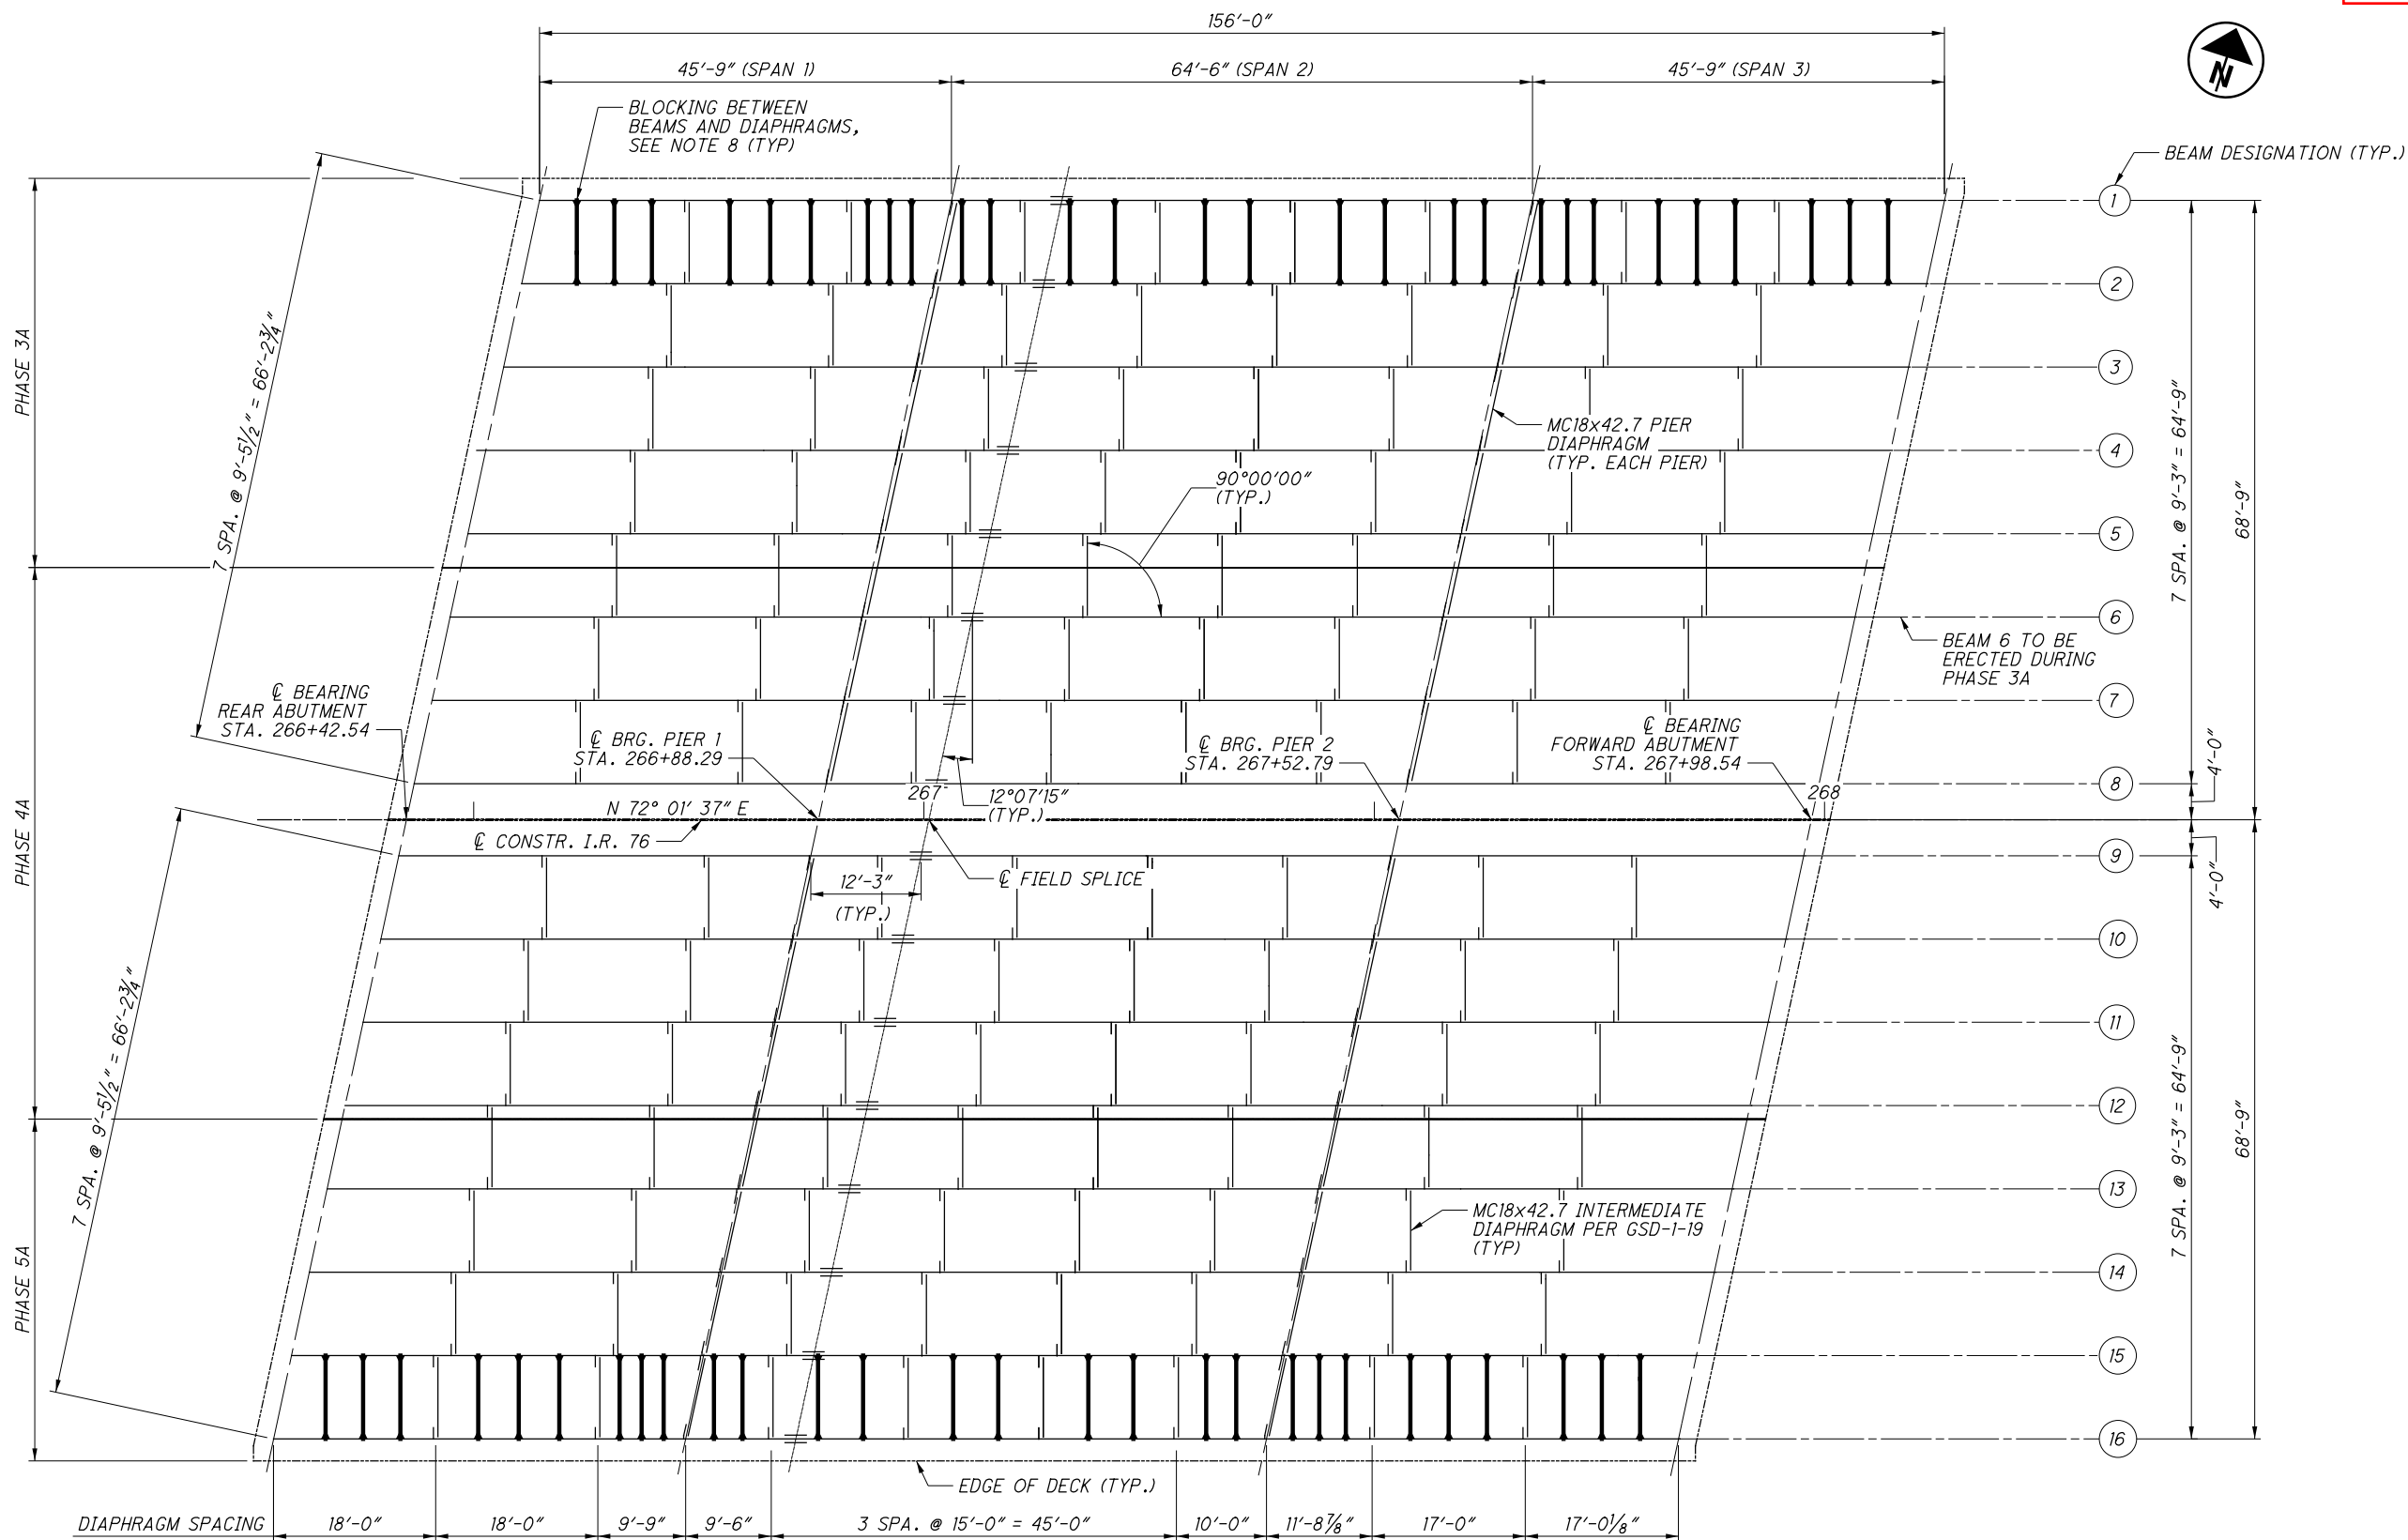 156'-0"
45'-9" (SPAN 1)
64'-6" (SPAN 2)
45'-9" (SPAN 3)
N
BLOCKING BETWEEN
BEAMS AND DIAPHRAGMS,
SEE NOTE 8 (TYP)
BEAM DESIGNATION (TYP.)
1
2
3
4
5
6
7
8
9
10
11
12
13
14
15
16
PHASE 3A
PHASE 4A
PHASE 5A
7 SPA. @ 9'-5½" = 66'-2¾"
7 SPA. @ 9'-5½" = 66'-2¾"
MC18x42.7 PIER
DIAPHRAGM
(TYP. EACH PIER)
90°00'00"
(TYP.)
7 SPA. @ 9'-3" = 64'-9"
68'-9"
BEAM 6 TO BE
ERECTED DURING
PHASE 3A
℄ BEARING
REAR ABUTMENT
STA. 266+42.54
℄ BRG. PIER 1
STA. 266+88.29
℄ BRG. PIER 2
STA. 267+52.79
℄ BEARING
FORWARD ABUTMENT
STA. 267+98.54
4'-0"
267
12°07'15"
(TYP.)
268
N 72° 01' 37" E
℄ CONSTR. I.R. 76
4'-0"
12'-3"
(TYP.)
℄ FIELD SPLICE
7 SPA. @ 9'-3" = 64'-9"
68'-9"
MC18x42.7 INTERMEDIATE
DIAPHRAGM PER GSD-1-19
(TYP)
EDGE OF DECK (TYP.)
DIAPHRAGM SPACING
18'-0"
18'-0"
9'-9"
9'-6"
3 SPA. @ 15'-0" = 45'-0"
10'-0"
11'-8⅞"
17'-0"
17'-0⅛"